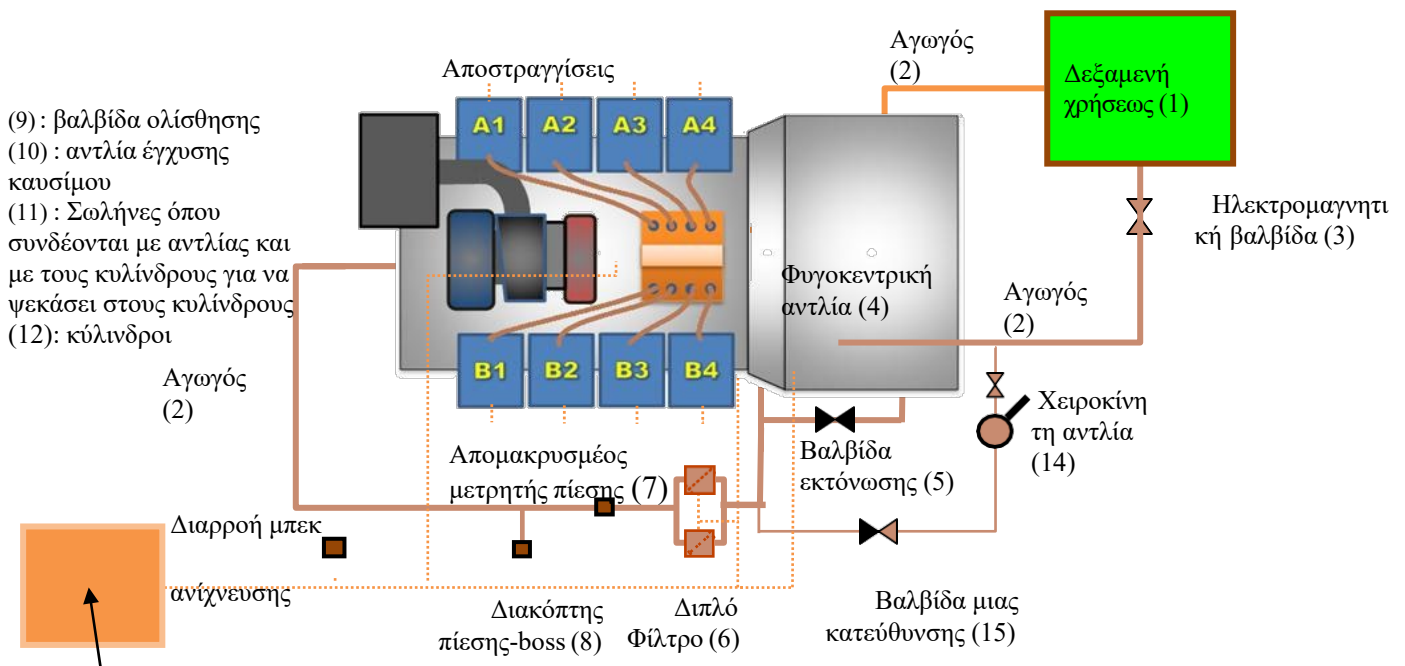 Αγωγός
(2)
Δεξαμενή
χρήσεως (1)
Αποστραγγίσεις
(9) : βαλβίδα ολίσθησης
(10) : αντλία έγχυσης
καυσίμου
(11) : Σωλήνες όπου
συνδέονται με αντλίας και
με τους κυλίνδρους για να
ψεκάσει στους κυλίνδρους
(12): κύλινδροι
A1
A2
A3
A4
Ηλεκτρομαγνητι
κή βαλβίδα (3)
Φυγοκεντρική
αντλία (4)
Αγωγός
(2)
B1
B2
B3
B4
Αγωγός
(2)
Χειροκίνη
τη αντλία
(14)
Απομακρυσμέος
μετρητής πίεσης (7)
Βαλβίδα
εκτόνωσης (5)
Διαρροή μπεκ
ανίχνευσης
Διακόπτης
πίεσης-boss (8)
Διπλό
Φίλτρο (6)
Βαλβίδα μιας
κατεύθυνσης (15)